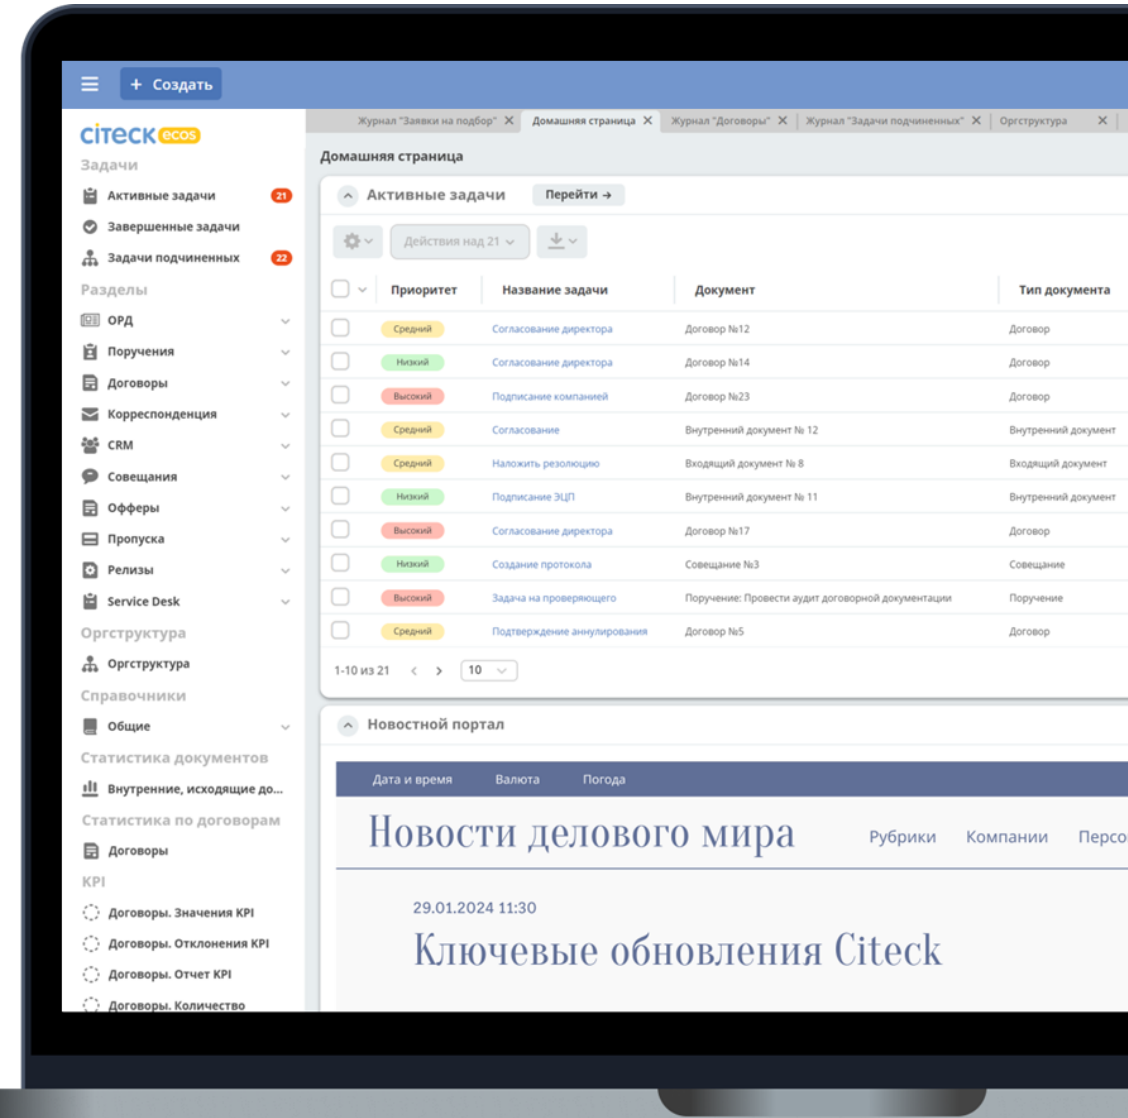 + Создать
citeck ecos
Журнал "Заявки на подбор" X Домашняя страница X Журнал "Договоры" X Журнал "Задачи подчиненных" X Оргструктура X
Домашняя страница
Задачи
Активные задачи 21
Завершенные задачи
Задачи подчиненных 22
Разделы
ОРД
Поручения
Договоры
Корреспонденция
CRM
Совещания
Офферы
Пропуска
Релизы
Service Desk
Оргструктура
Оргструктура
Справочники
Общие
Статистика документов
Внутренние, исходящие до...
Статистика по договорам
Договоры
KPI
Договоры. Значения KPI
Договоры. Отклонения KPI
Договоры. Отчет KPI
Договоры. Количество
Активные задачи Перейти →
Действия над 21
Приоритет Название задачи Документ Тип документа
Средний Согласование директора Договор №12 Договор
Низкий Согласование директора Договор №14 Договор
Высокий Подписание компанией Договор №23 Договор
Средний Согласование Внутренний документ № 12 Внутренний документ
Средний Наложить резолюцию Входящий документ № 8 Входящий документ
Низкий Подписание ЭЦП Внутренний документ № 11 Внутренний документ
Высокий Согласование директора Договор №17 Договор
Низкий Создание протокола Совещание №3 Совещание
Высокий Задача на проверяющего Поручение: Провести аудит договорной документации Поручение
Средний Подтверждение аннулирования Договор №5 Договор
1-10 из 21 < > 10
Новостной портал
Дата и время Валюта Погода
Новости делового мира Рубрики Компании Персо
29.01.2024 11:30
Ключевые обновления Citeck